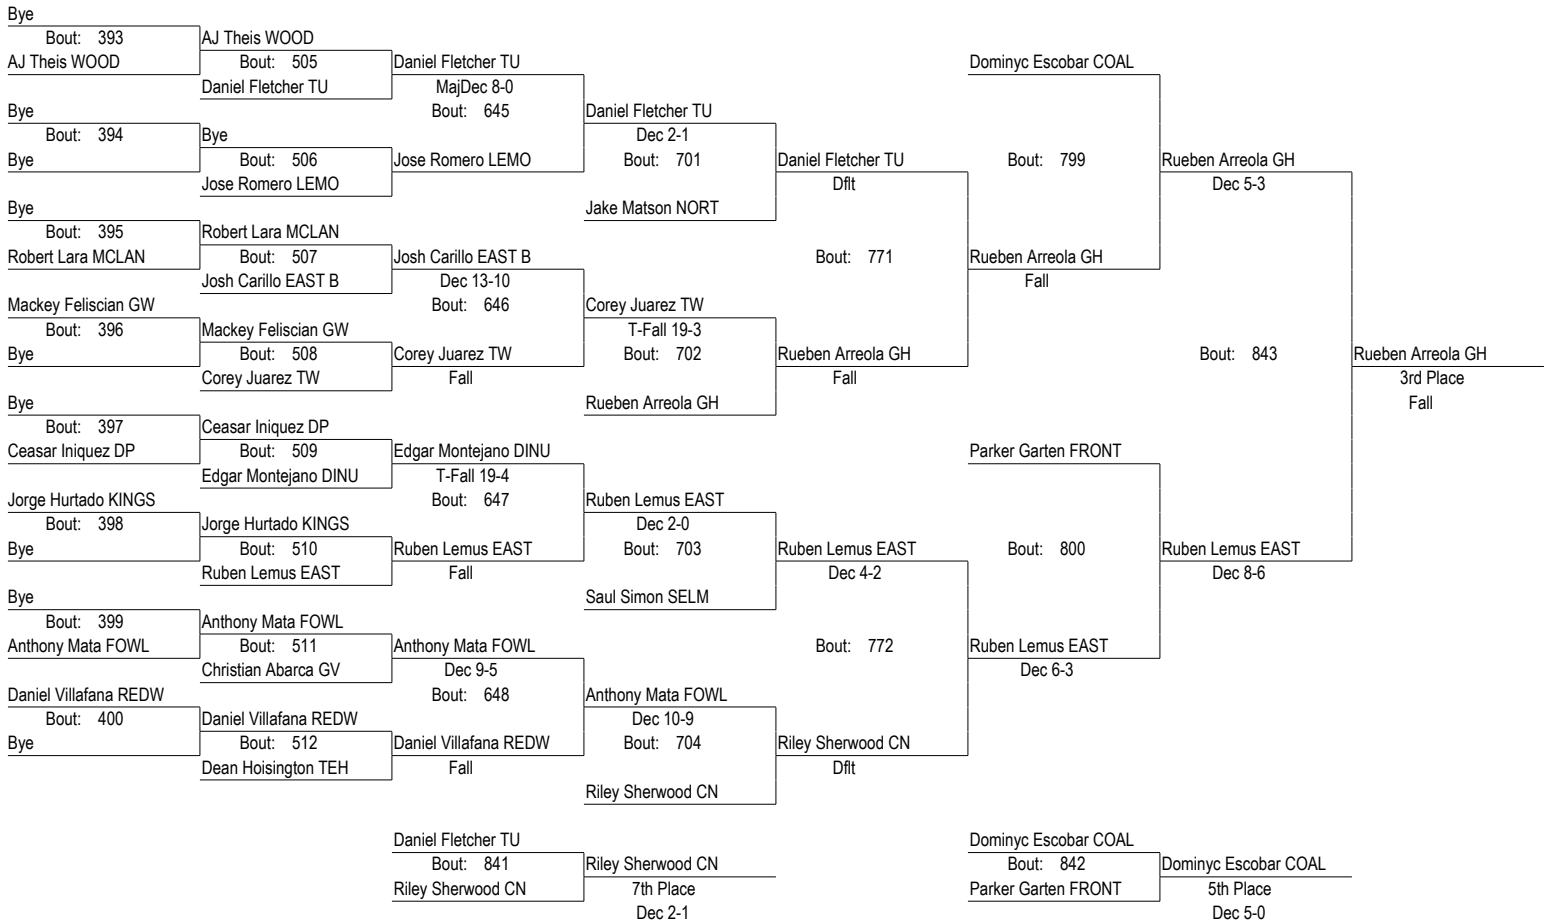 Bye
Bout: 393
AJ Theis WOOD
AJ Theis WOOD
Bout: 505
Daniel Fletcher TU
Bye
Bout: 394
Bye
Bye
Bout: 506
Jose Romero LEMO
Bye
Bout: 395
Robert Lara MCLAN
Robert Lara MCLAN
Bout: 507
Josh Carillo EAST B
Mackey Feliscian GW
Bout: 396
Bye
Mackey Feliscian GW
Bout: 508
Corey Juarez TW
Bye
Bout: 397
Ceasar Iniquez DP
Ceasar Iniquez DP
Bout: 509
Edgar Montejano DINU
Jorge Hurtado KINGS
Bout: 398
Bye
Jorge Hurtado KINGS
Bout: 510
Ruben Lemus EAST
Bye
Bout: 399
Anthony Mata FOWL
Anthony Mata FOWL
Bout: 511
Christian Abarca GV
Daniel Villafana REDW
Bout: 400
Bye
Daniel Villafana REDW
Bout: 512
Dean Hoisington TEH
Daniel Fletcher TU
MajDec 8-0
Bout: 645
Jose Romero LEMO
Josh Carillo EAST B
Dec 13-10
Bout: 646
Corey Juarez TW
Fall
Edgar Montejano DINU
T-Fall 19-4
Bout: 647
Ruben Lemus EAST
Fall
Anthony Mata FOWL
Dec 9-5
Bout: 648
Daniel Villafana REDW
Fall
Daniel Fletcher TU
Dec 2-1
Bout: 701
Jake Matson NORT
Corey Juarez TW
T-Fall 19-3
Bout: 702
Rueben Arreola GH
Ruben Lemus EAST
Dec 2-0
Bout: 703
Saul Simon SELM
Anthony Mata FOWL
Dec 10-9
Bout: 704
Riley Sherwood CN
Daniel Fletcher TU
Dflt
Bout: 771
Rueben Arreola GH
Fall
Ruben Lemus EAST
Dec 4-2
Bout: 772
Riley Sherwood CN
Dflt
Dominyc Escobar COAL
Bout: 799
Rueben Arreola GH
Fall
Parker Garten FRONT
Bout: 800
Ruben Lemus EAST
Dec 6-3
Rueben Arreola GH
Dec 5-3
Bout: 843
Ruben Lemus EAST
Dec 8-6
Rueben Arreola GH
3rd Place
Fall
Daniel Fletcher TU
Bout: 841
Riley Sherwood CN
Riley Sherwood CN
7th Place
Dec 2-1
Dominyc Escobar COAL
Bout: 842
Parker Garten FRONT
Dominyc Escobar COAL
5th Place
Dec 5-0